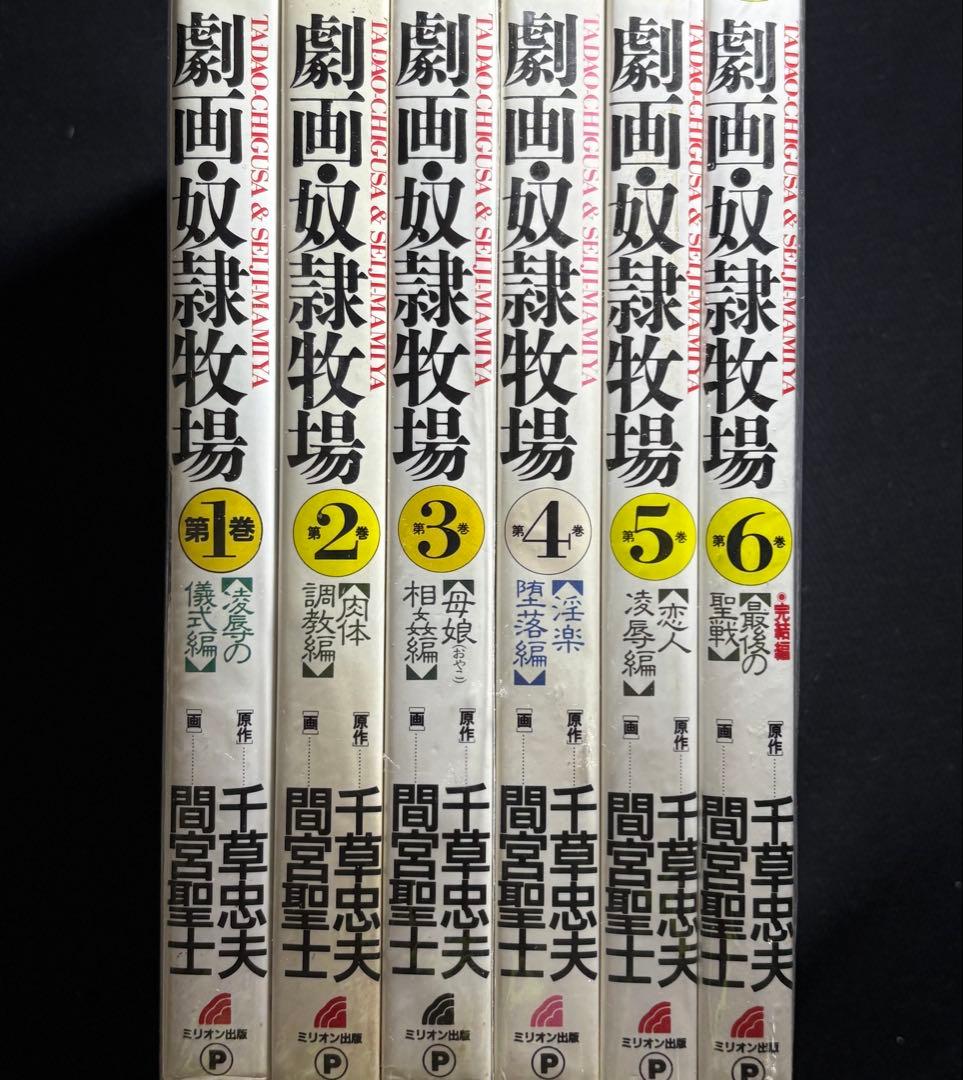 TADAO-CHIGUSA & SEIJI-MAMIYA
劇画・奴隷牧場
第1巻
【凌辱の
儀式編】
原作
千草忠夫
画
間宮聖士
ミリオン出版
P
TADAO-CHIGUSA & SEIJI-MAMIYA
劇画・奴隷牧場
第2巻
【肉体
調教編】
原作
千草忠夫
画
間宮聖士
ミリオン出版
P
TADAO-CHIGUSA & SEIJI-MAMIYA
劇画・奴隷牧場
第3巻
【母娘(おやこ)
相姦編】
原作
千草忠夫
画
間宮聖士
ミリオン出版
P
TADAO-CHIGUSA & SEIJI-MAMIYA
劇画・奴隷牧場
第4巻
【淫楽
堕落編】
原作
千草忠夫
画
間宮聖士
ミリオン出版
P
TADAO-CHIGUSA & SEIJI-MAMIYA
劇画・奴隷牧場
第5巻
【恋人
凌辱編】
原作
千草忠夫
画
間宮聖士
ミリオン出版
P
TADAO-CHIGUSA & SEIJI-MAMIYA
劇画・奴隷牧場
第6巻
●完結編
【最後の
聖戦】
原作
千草忠夫
画
間宮聖士
ミリオン出版
P